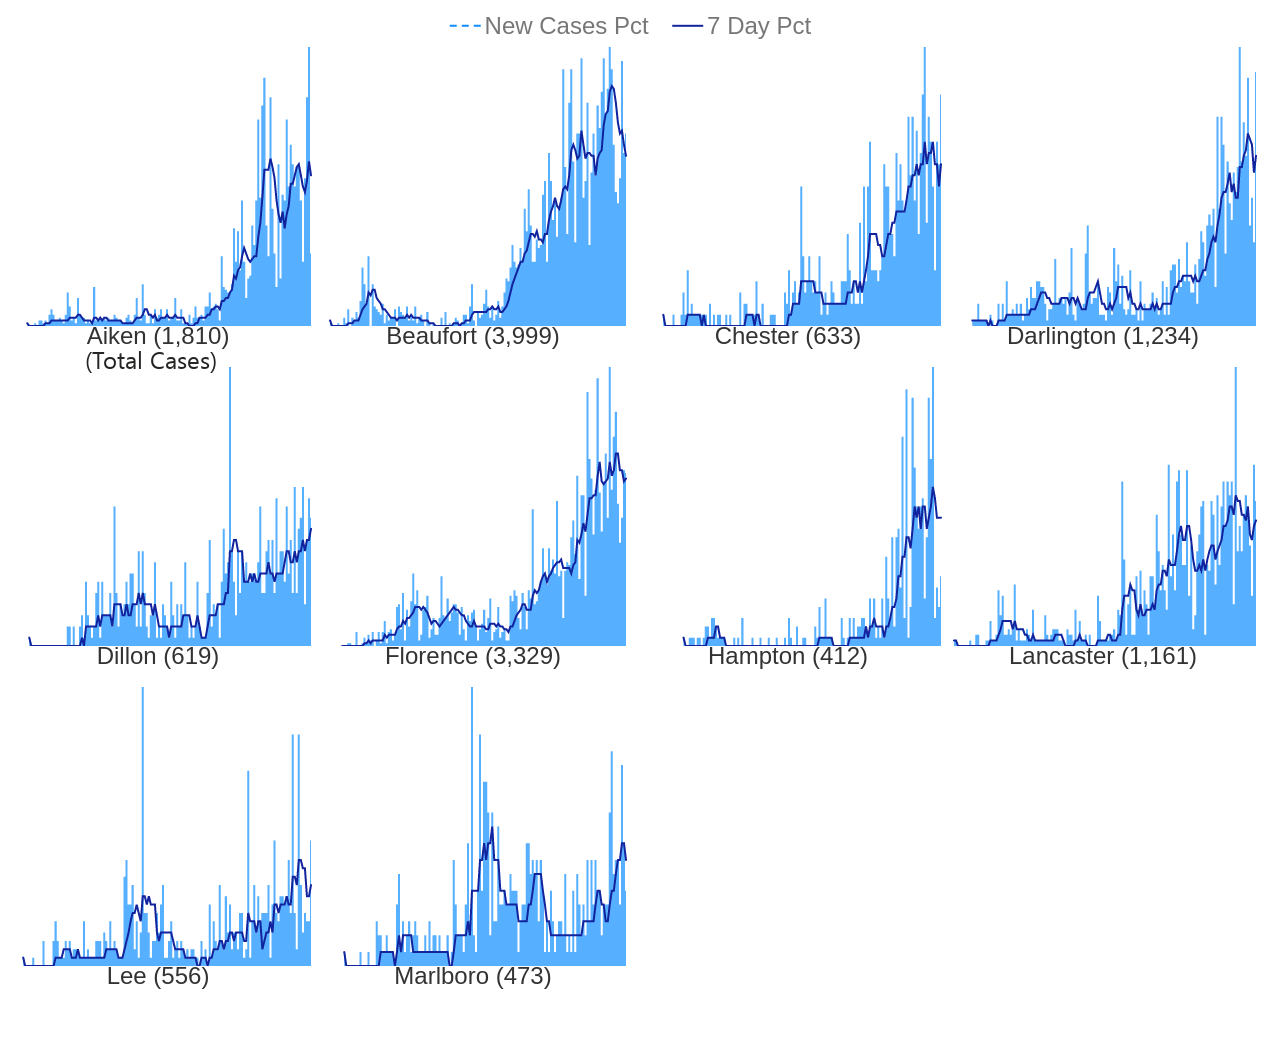 New Cases Pct 7 Day Pct
Aiken (1,810)
(Total Cases)
Beaufort (3,999)
Chester (633)
Darlington (1,234)
Dillon (619)
Florence (3,329)
Hampton (412)
Lancaster (1,161)
Lee (556)
Marlboro (473)